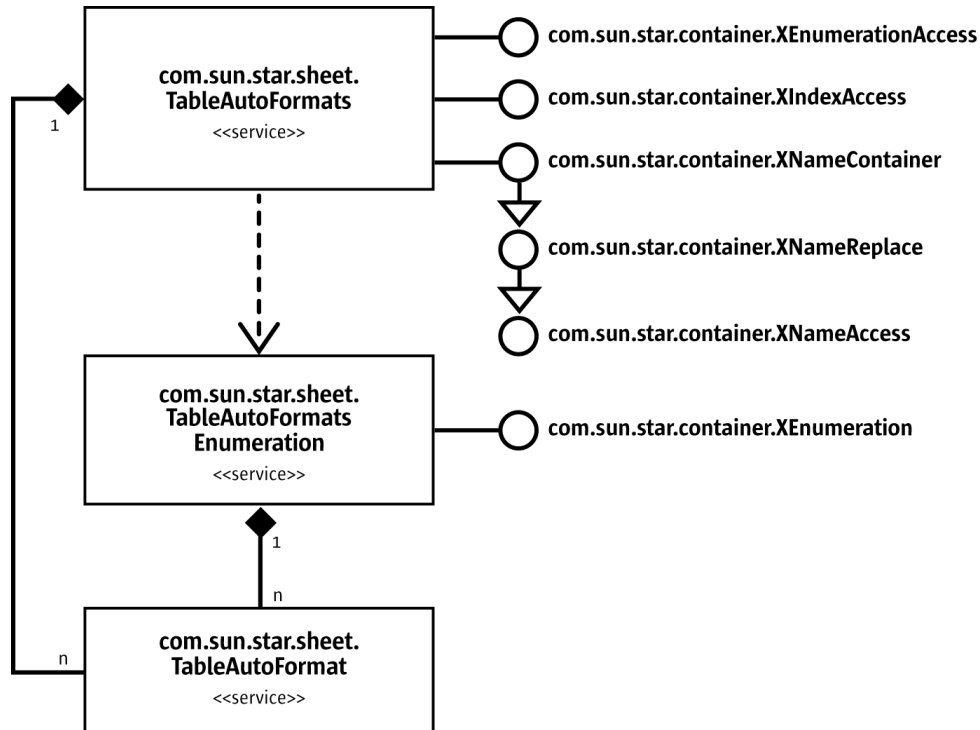 com.sun.star.sheet.
TableAutoFormats
<<service>>
1
com.sun.star.container.XEnumerationAccess
com.sun.star.container.XIndexAccess
com.sun.star.container.XNameContainer
com.sun.star.container.XNameReplace
com.sun.star.container.XNameAccess
com.sun.star.sheet.
TableAutoFormats
Enumeration
<<service>>
com.sun.star.container.XEnumeration
1
n
com.sun.star.sheet.
TableAutoFormat
<<service>>
n